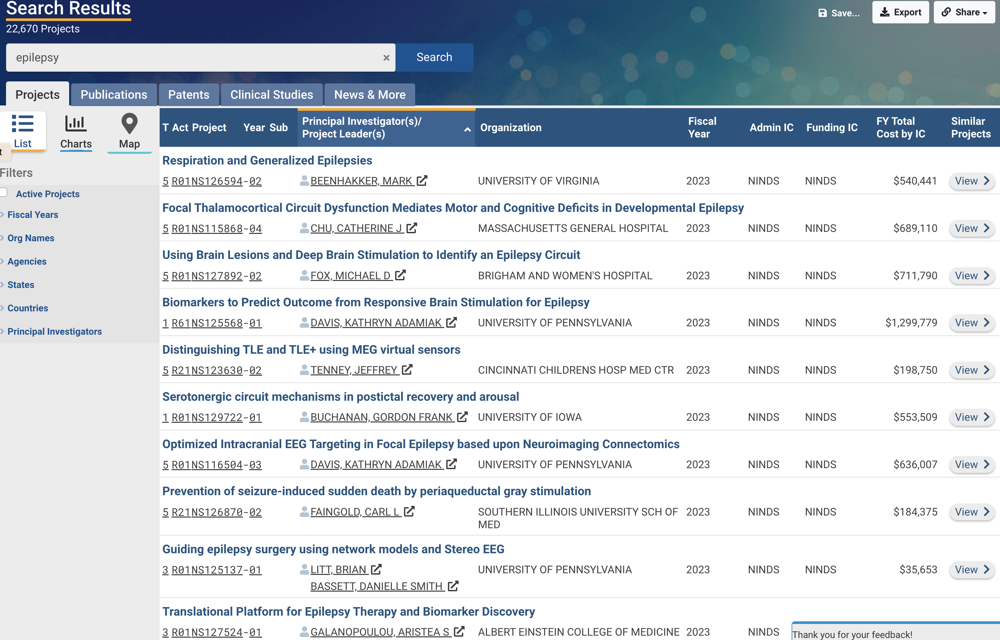 Search Results
22,670 Projects
Save...
Export
Share
epilepsy
Search
Projects
Publications
Patents
Clinical Studies
News & More
List
Charts
Map
t
Filters
Active Projects
Fiscal Years
Org Names
Agencies
States
Countries
Principal Investigators
T Act Project Year Sub Principal Investigator(s)/ Project Leader(s) Organization Fiscal Year Admin IC Funding IC FY Total Cost by IC Similar Projects
Respiration and Generalized Epilepsies
5 R01NS126594-02 BEENHAKKER, MARK UNIVERSITY OF VIRGINIA 2023 NINDS NINDS $540,441 View
Focal Thalamocortical Circuit Dysfunction Mediates Motor and Cognitive Deficits in Developmental Epilepsy
5 R01NS115868-04 CHU, CATHERINE J MASSACHUSETTS GENERAL HOSPITAL 2023 NINDS NINDS $689,110 View
Using Brain Lesions and Deep Brain Stimulation to Identify an Epilepsy Circuit
5 R01NS127892-02 FOX, MICHAEL D BRIGHAM AND WOMEN'S HOSPITAL 2023 NINDS NINDS $711,790 View
Biomarkers to Predict Outcome from Responsive Brain Stimulation for Epilepsy
1 R61NS125568-01 DAVIS, KATHRYN ADAMIAK UNIVERSITY OF PENNSYLVANIA 2023 NINDS NINDS $1,299,779 View
Distinguishing TLE and TLE+ using MEG virtual sensors
5 R21NS123630-02 TENNEY, JEFFREY CINCINNATI CHILDRENS HOSP MED CTR 2023 NINDS NINDS $198,750 View
Serotonergic circuit mechanisms in postictal recovery and arousal
1 R01NS129722-01 BUCHANAN, GORDON FRANK UNIVERSITY OF IOWA 2023 NINDS NINDS $553,509 View
Optimized Intracranial EEG Targeting in Focal Epilepsy based upon Neuroimaging Connectomics
5 R01NS116504-03 DAVIS, KATHRYN ADAMIAK UNIVERSITY OF PENNSYLVANIA 2023 NINDS NINDS $636,007 View
Prevention of seizure-induced sudden death by periaqueductal gray stimulation
5 R21NS126870-02 FAINGOLD, CARL L SOUTHERN ILLINOIS UNIVERSITY SCH OF 2023 NINDS NINDS $184,375 View
MED
Guiding epilepsy surgery using network models and Stereo EEG
3 R01NS125137-01 LITT, BRIAN UNIVERSITY OF PENNSYLVANIA 2023 NINDS NINDS $35,653 View
BASSETT, DANIELLE SMITH
Translational Platform for Epilepsy Therapy and Biomarker Discovery
3 R01NS127524-01 GALANOPOULOU, ARISTEA S ALBERT EINSTEIN COLLEGE OF MEDICINE 2023 NINDS
Thank you for your feedback!